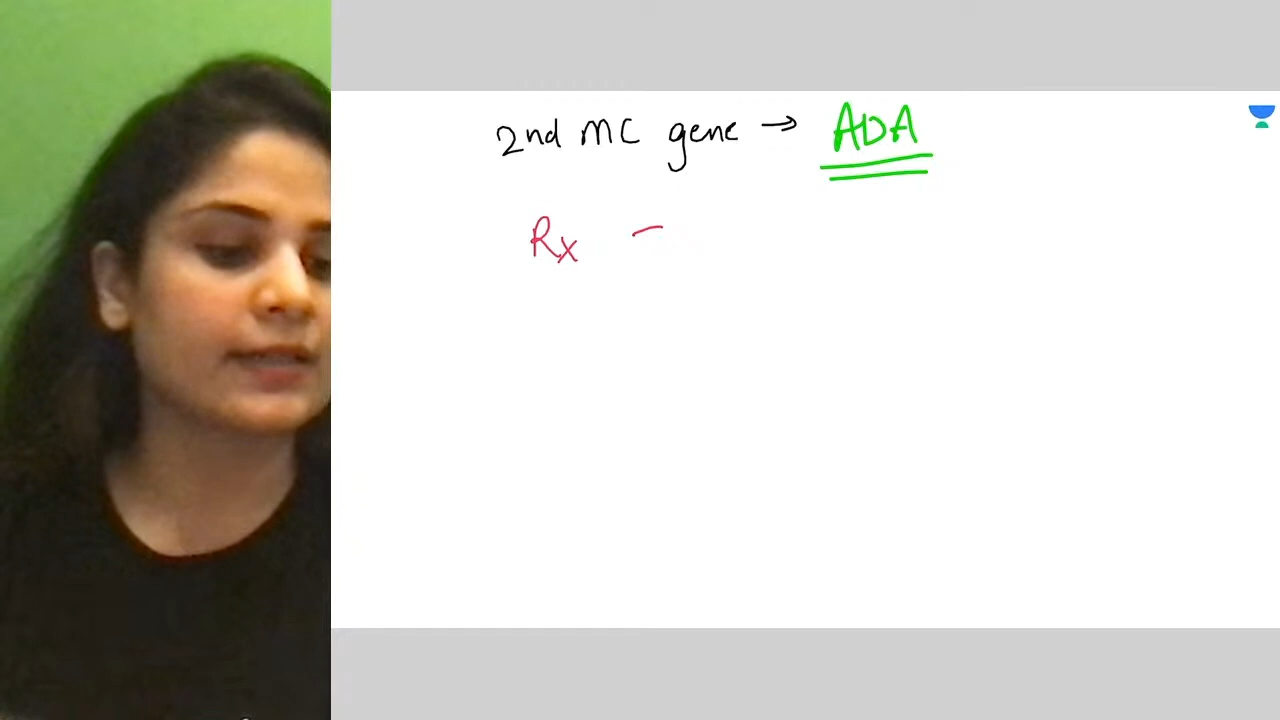 2nd MC gene → ADA
Rx -